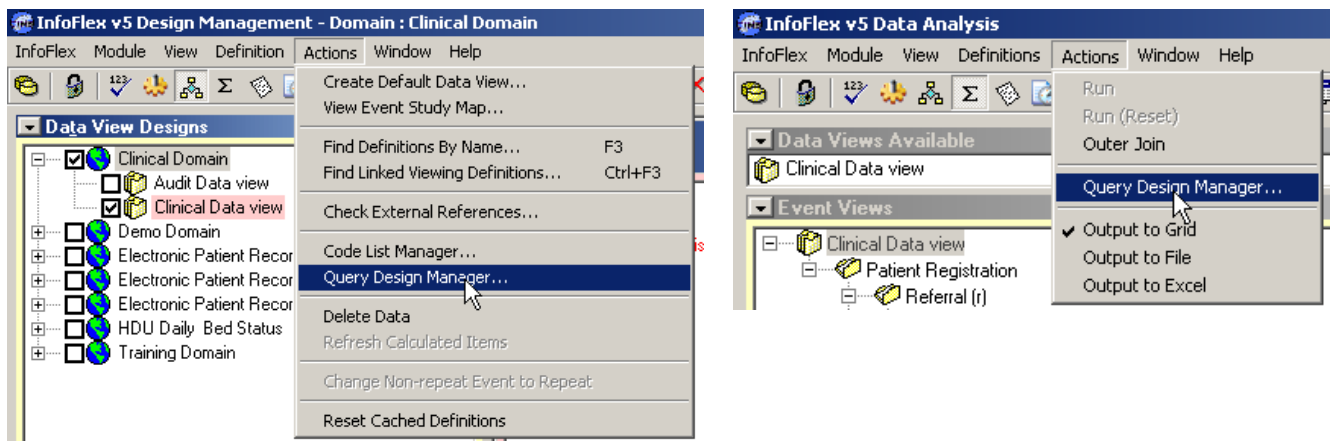 InfoFlex v5 Design Management - Domain : Clinical Domain
InfoFlex Module View Definition Actions Window Help
Data View Designs
Clinical Domain
Audit Data view
Clinical Data view
Demo Domain
Electronic Patient Recor
Electronic Patient Recor
Electronic Patient Recor
HDU Daily Bed Status
Training Domain
Create Default Data View...
View Event Study Map...
Find Definitions By Name... F3
Find Linked Viewing Definitions... Ctrl+F3
Check External References...
Code List Manager...
Query Design Manager...
Delete Data
Refresh Calculated Items
Change Non-repeat Event to Repeat
Reset Cached Definitions
InfoFlex v5 Data Analysis
InfoFlex Module View Definitions Actions Window Help
Data Views Available
Clinical Data view
Event Views
Clinical Data view
Patient Registration
Referral (r)
Run
Run (Reset)
Outer Join
Query Design Manager...
Output to Grid
Output to File
Output to Excel